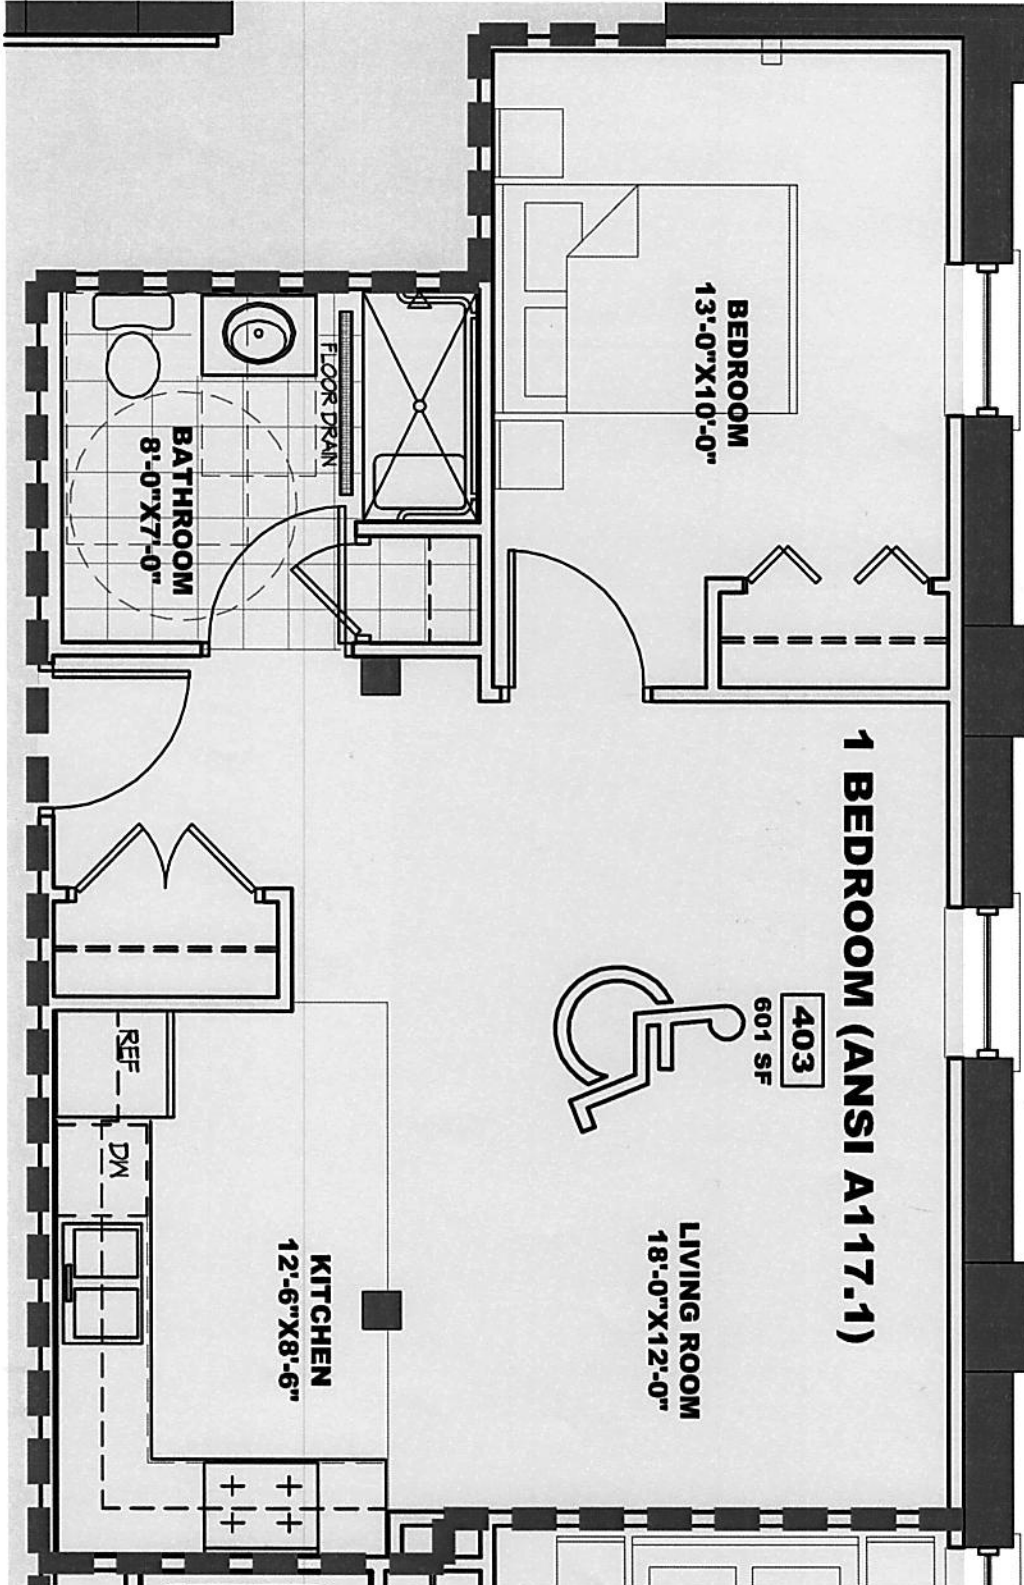 1 BEDROOM (ANSI A117.1)
403
601 SF
BEDROOM
13'-0"X10'-0"
LIVING ROOM
18'-0"X12'-0"
FLOOR DRAIN
BATHROOM
8'-0"X7'-0"
KITCHEN
12'-6"X8'-6"
REF
DW